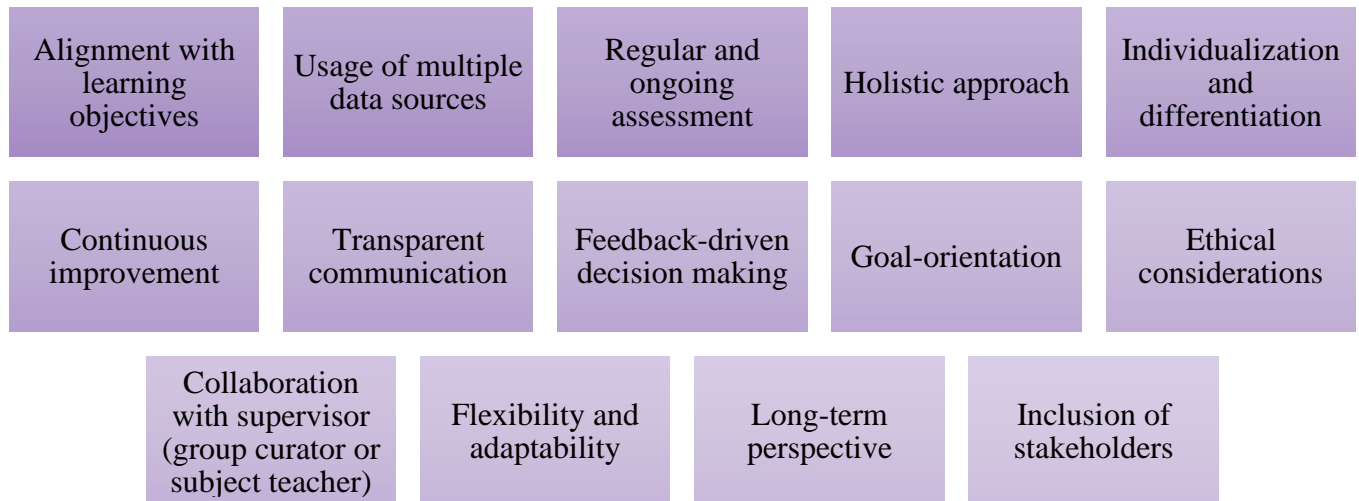 Alignment with
learning
objectives
Usage of multiple
data sources
Regular and
ongoing
assessment
Holistic approach
Individualization
and
differentiation
Continuous
improvement
Transparent
communication
Feedback-driven
decision making
Goal-orientation
Ethical
considerations
Collaboration
with supervisor
(group curator or
subject teacher)
Flexibility and
adaptability
Long-term
perspective
Inclusion of
stakeholders